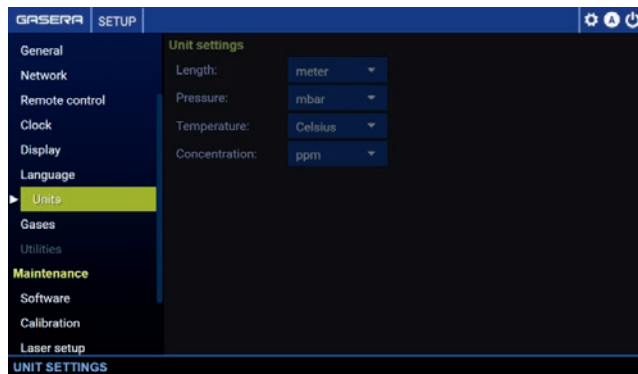 GASERA SETUP
General
Network
Remote control
Clock
Display
Language
Units
Gases
Utilities
Maintenance
Software
Calibration
Laser setup
Unit settings
Length: meter
Pressure: mbar
Temperature: Celsius
Concentration: ppm
UNIT SETTINGS